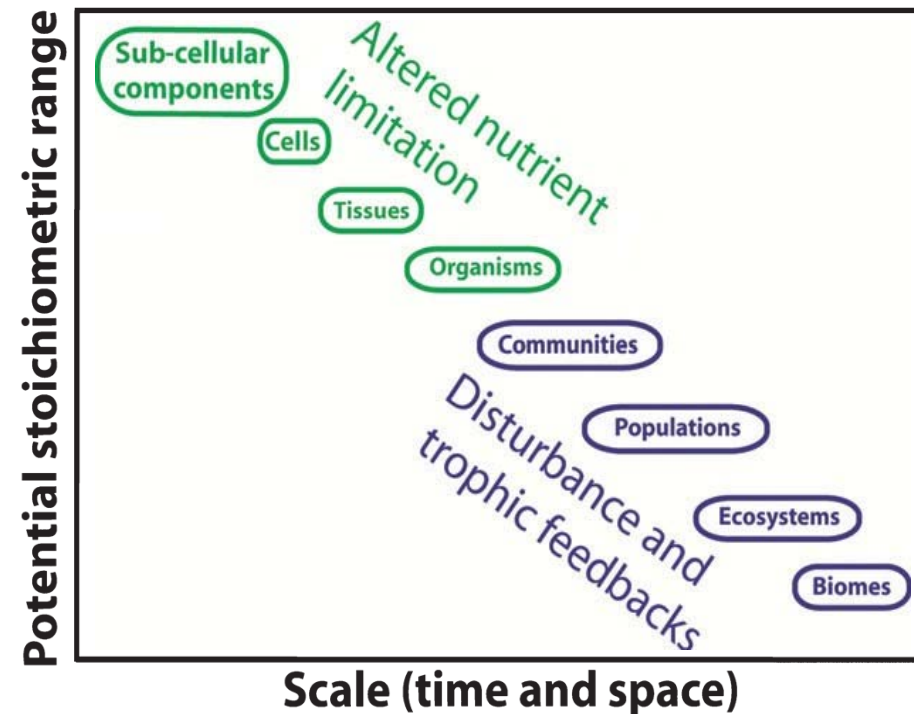 Potential stoichiometric range
Sub-cellular
components
Altered nutrient
limitation
Cells
Tissues
Organisms
Communities
Disturbance and
trophic feedbacks
Populations
Ecosystems
Biomes
Scale (time and space)